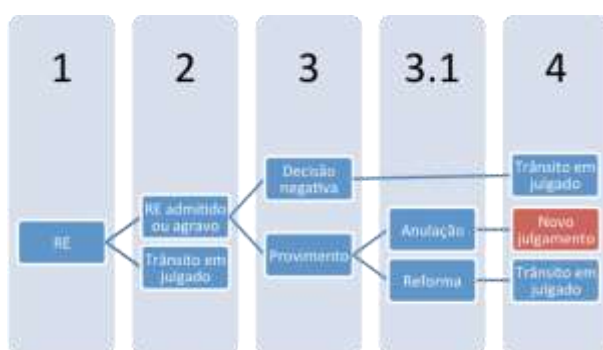 1
2
3
3.1
4
RE
RE admitido
ou agravo
Trânsito em
julgado
Decisão
negativa
Provimento
Anulação
Reforma
Trânsito em
julgado
Novo
julgamento
Trânsito em
julgado